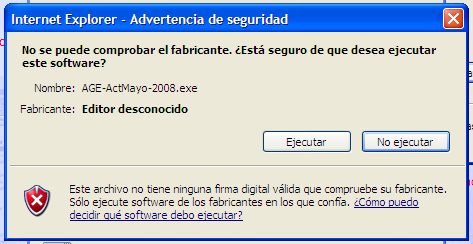 Internet Explorer - Advertencia de seguridad
No se puede comprobar el fabricante. ¿Está seguro de que desea ejecutar
este software?
Nombre: AGE-ActMayo-2008.exe
Fabricante: Editor desconocido
Ejecutar
No ejecutar
Este archivo no tiene ninguna firma digital válida que compruebe su fabricante.
Sólo ejecute software de los fabricantes en los que confía. ¿Cómo puedo
decidir qué software debo ejecutar?